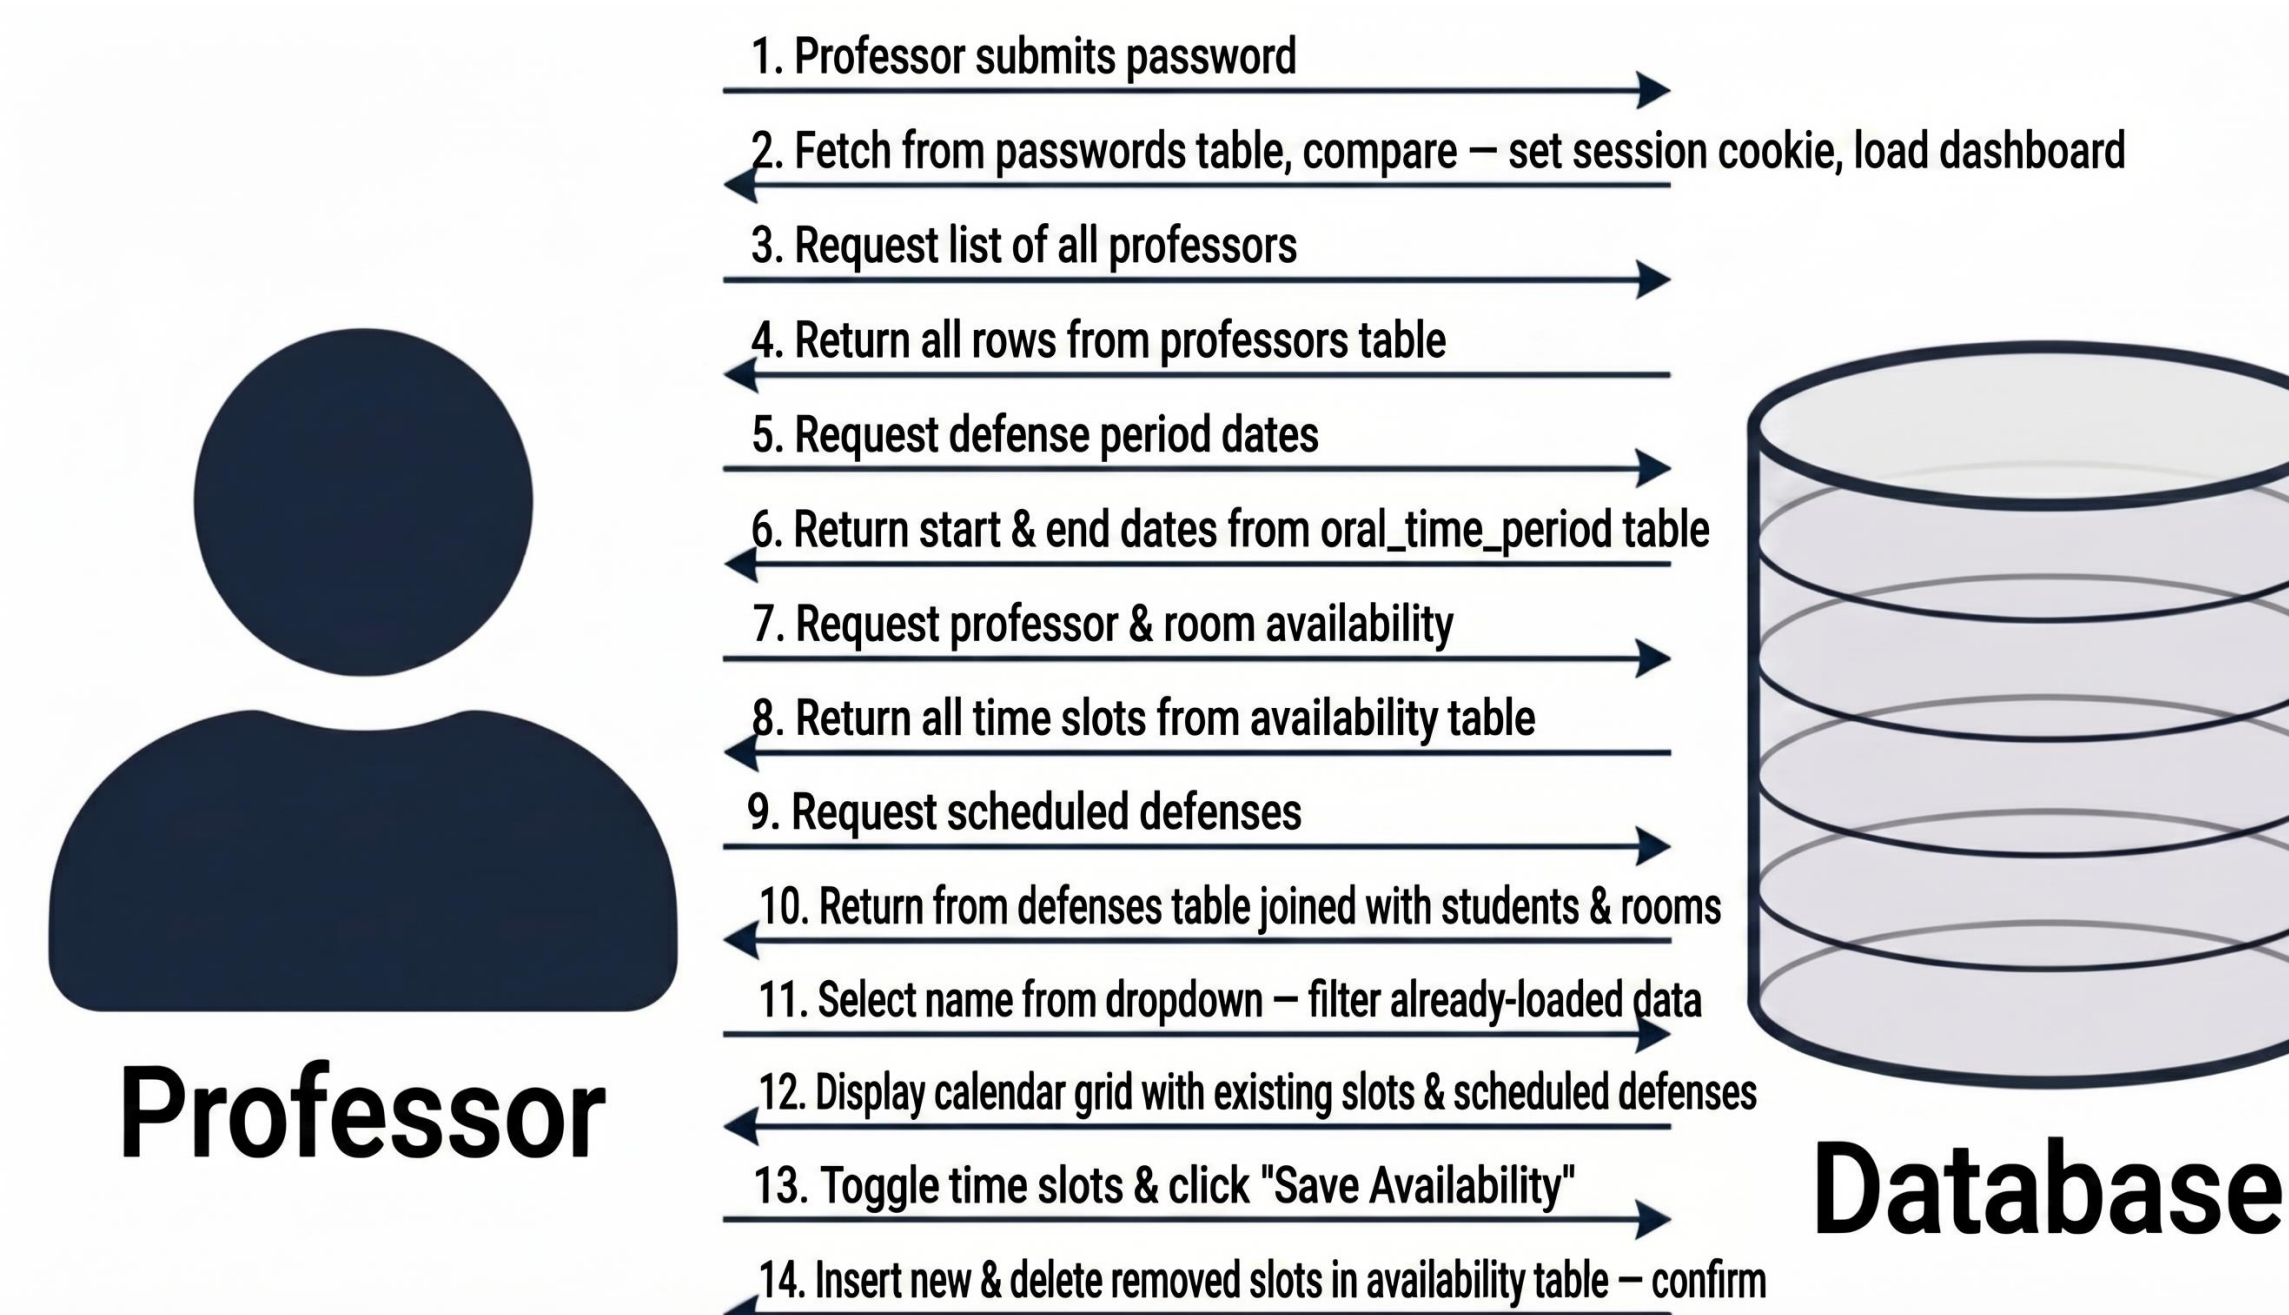 1. Professor submits password
2. Fetch from passwords table, compare – set session cookie, load dashboard
3. Request list of all professors
4. Return all rows from professors table
5. Request defense period dates
6. Return start & end dates from oral_time_period table
7. Request professor & room availability
8. Return all time slots from availability table
9. Request scheduled defenses
10. Return from defenses table joined with students & rooms
11. Select name from dropdown – filter already-loaded data
12. Display calendar grid with existing slots & scheduled defenses
13. Toggle time slots & click "Save Availability"
14. Insert new & delete removed slots in availability table – confirm
Professor
Database